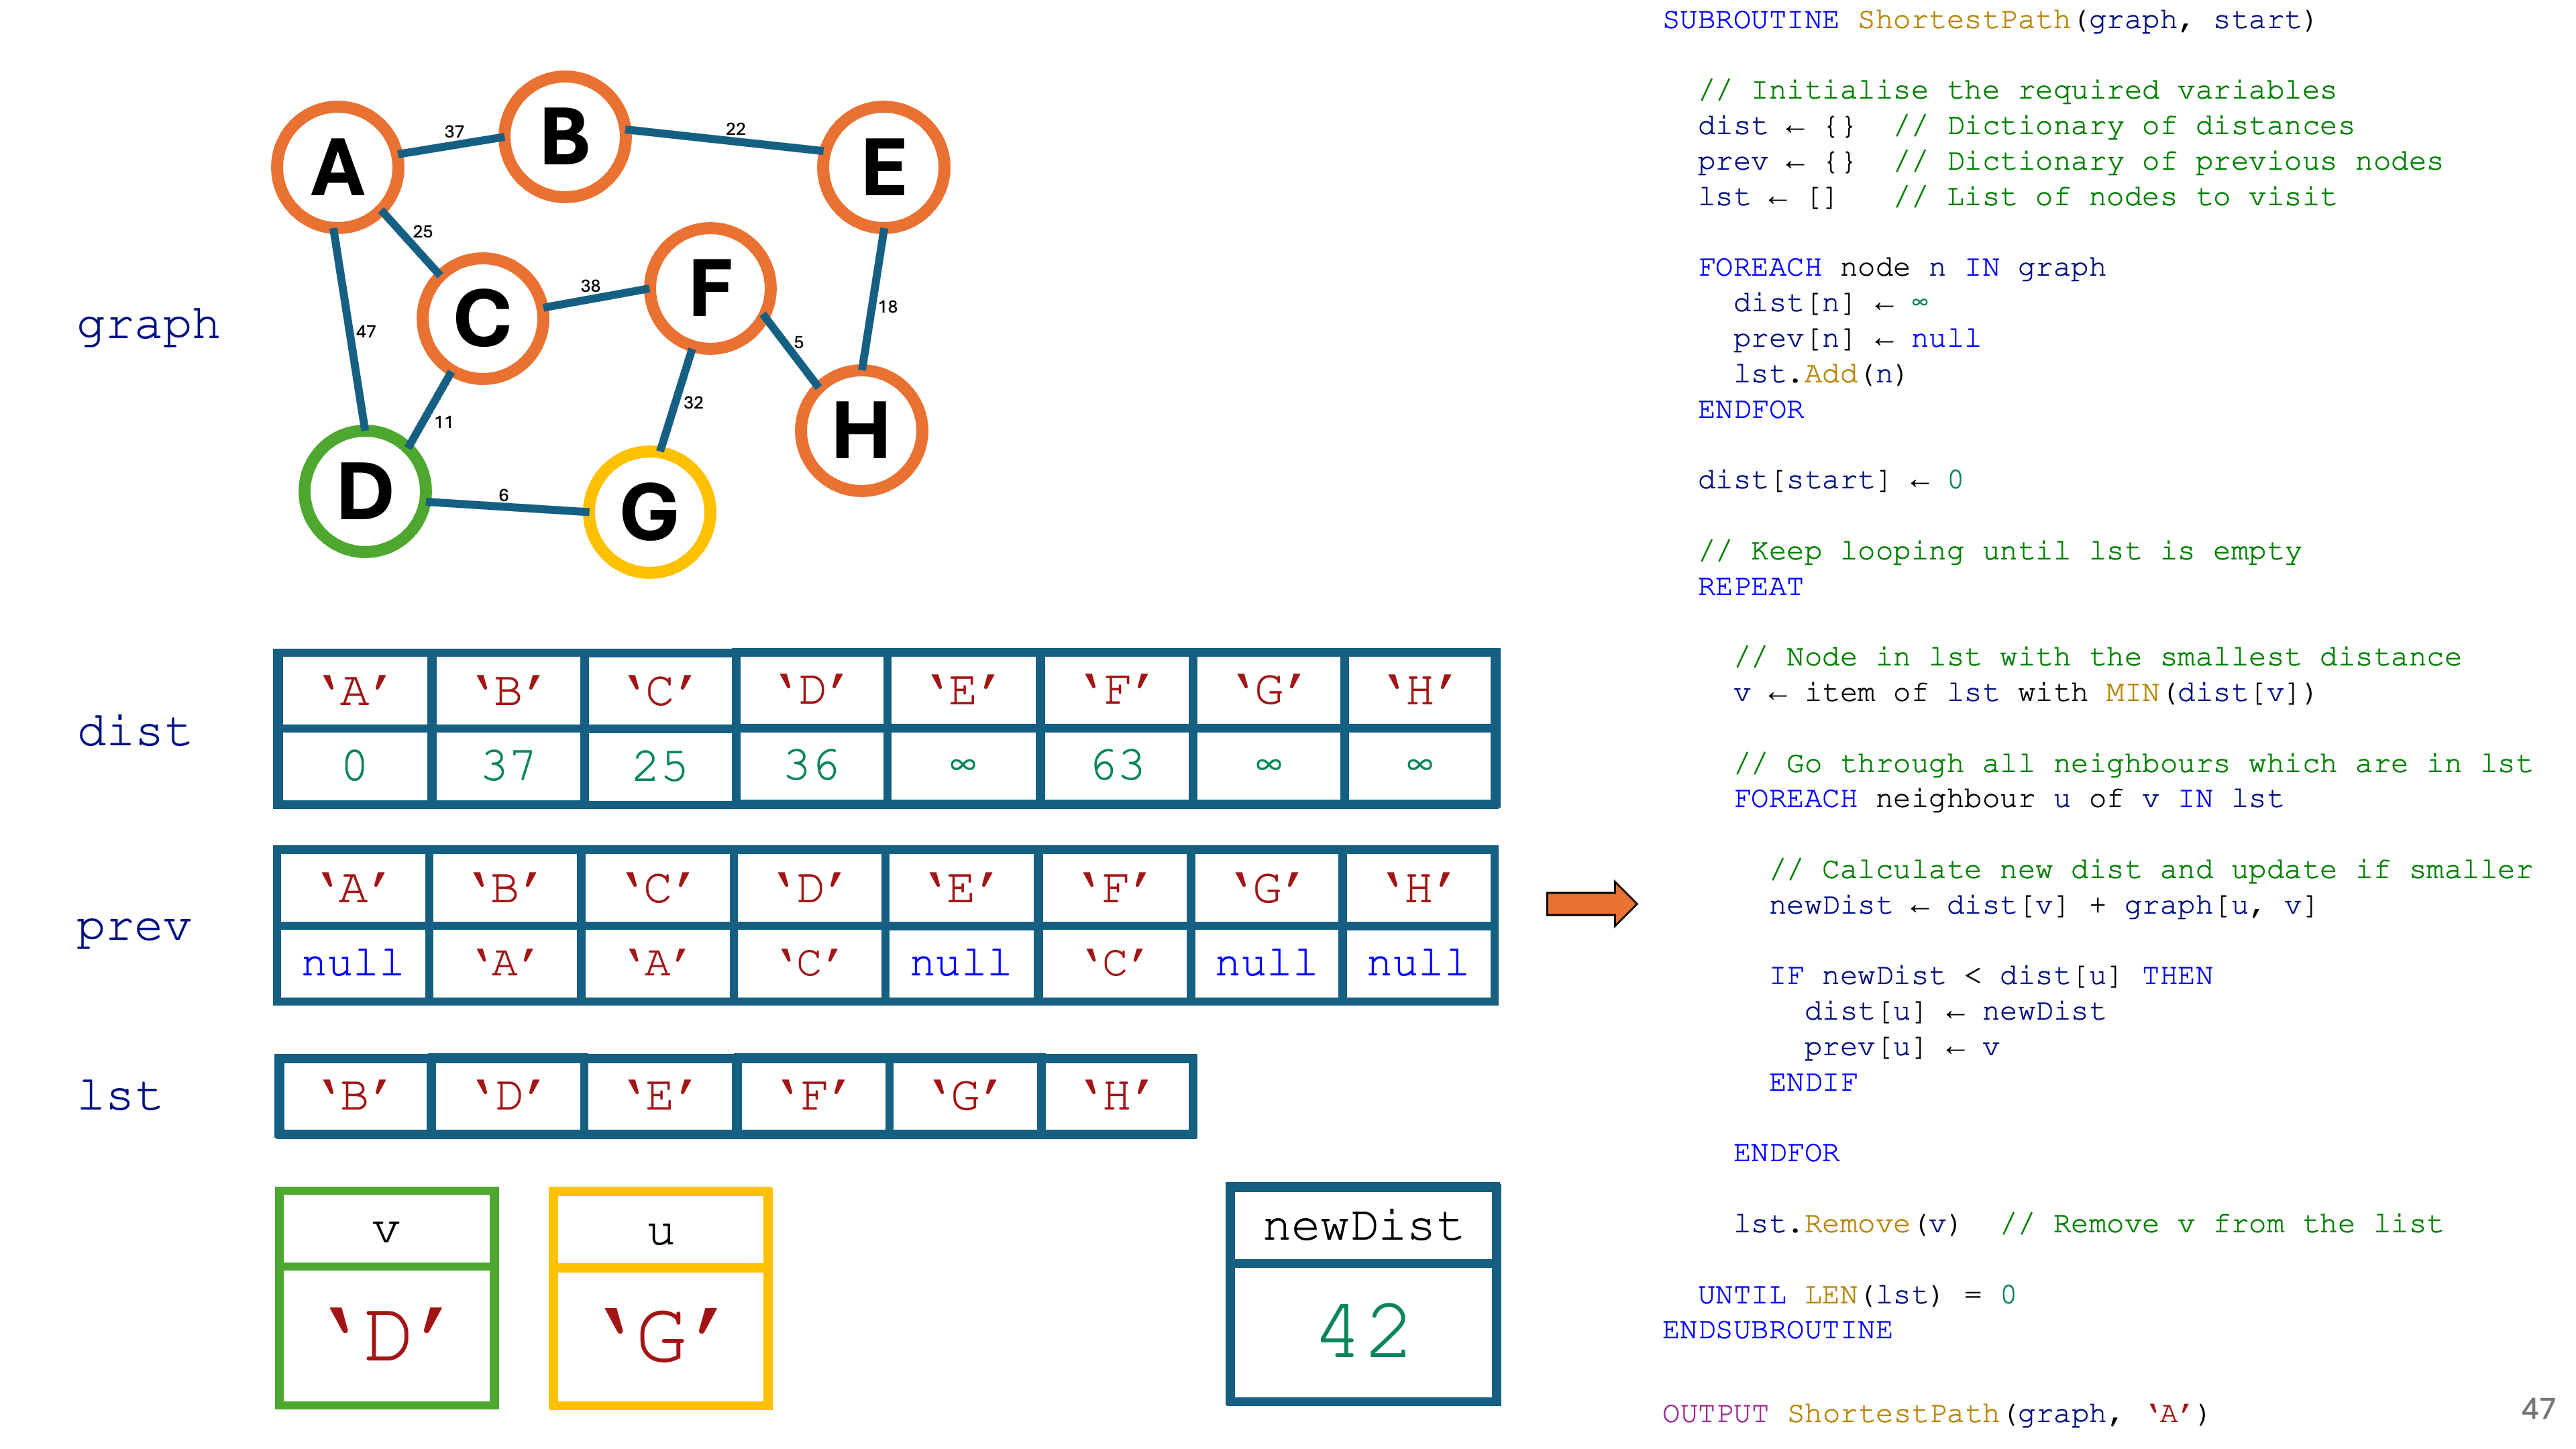 graph
A
B
E
C
F
D
G
H
37
22
25
38
47
5
18
11
32
6
dist
‘A’ ‘B’ ‘C’ ‘D’ ‘E’ ‘F’ ‘G’ ‘H’
0 37 25 36 ∞ 63 ∞ ∞
prev
‘A’ ‘B’ ‘C’ ‘D’ ‘E’ ‘F’ ‘G’ ‘H’
null ‘A’ ‘A’ ‘C’ null ‘C’ null null
lst
‘B’ ‘D’ ‘E’ ‘F’ ‘G’ ‘H’
v
‘D’
u
‘G’
newDist
42
SUBROUTINE ShortestPath(graph, start)
// Initialise the required variables
dist ← {} // Dictionary of distances
prev ← {} // Dictionary of previous nodes
lst ← [] // List of nodes to visit
FOREACH node n IN graph
dist[n] ← ∞
prev[n] ← null
lst.Add(n)
ENDFOR
dist[start] ← 0
// Keep looping until lst is empty
REPEAT
// Node in lst with the smallest distance
v ← item of lst with MIN(dist[v])
// Go through all neighbours which are in lst
FOREACH neighbour u of v IN lst
// Calculate new dist and update if smaller
newDist ← dist[v] + graph[u, v]
IF newDist < dist[u] THEN
dist[u] ← newDist
prev[u] ← v
ENDIF
ENDFOR
lst.Remove(v) // Remove v from the list
UNTIL LEN(lst) = 0
ENDSUBROUTINE
OUTPUT ShortestPath(graph, ‘A’)
47